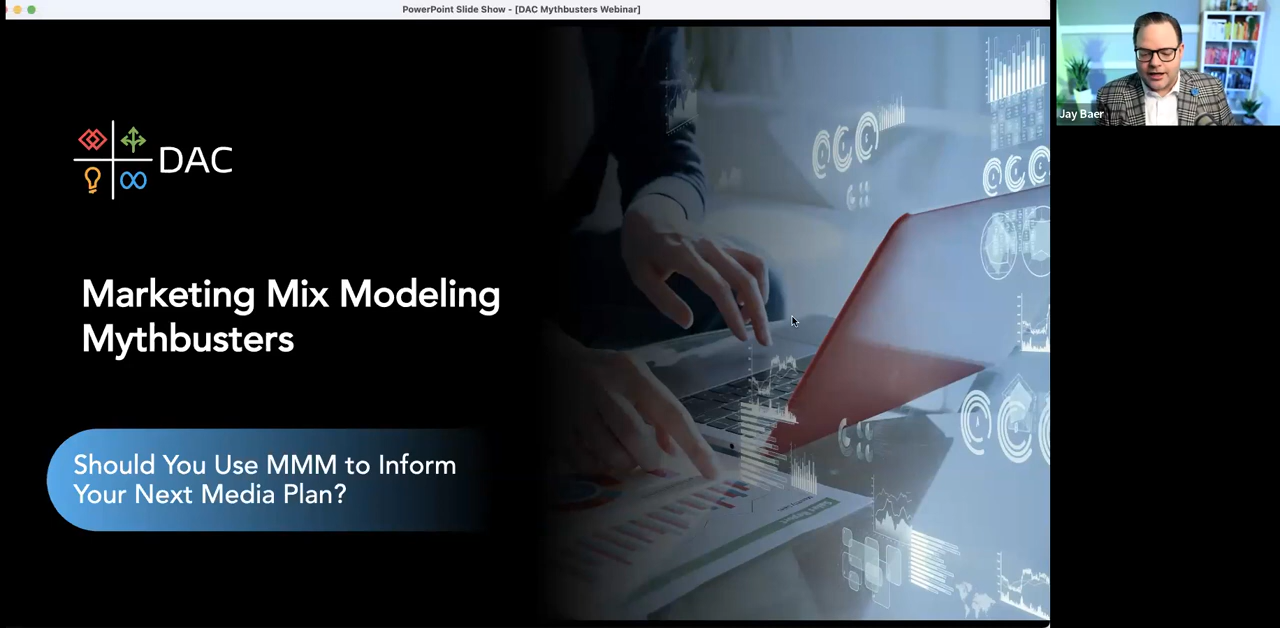 PowerPoint Slide Show - [DAC Mythbusters Webinar]
Jay Baer
DAC
Marketing Mix Modeling
Mythbusters
Should You Use MMM to Inform
Your Next Media Plan?